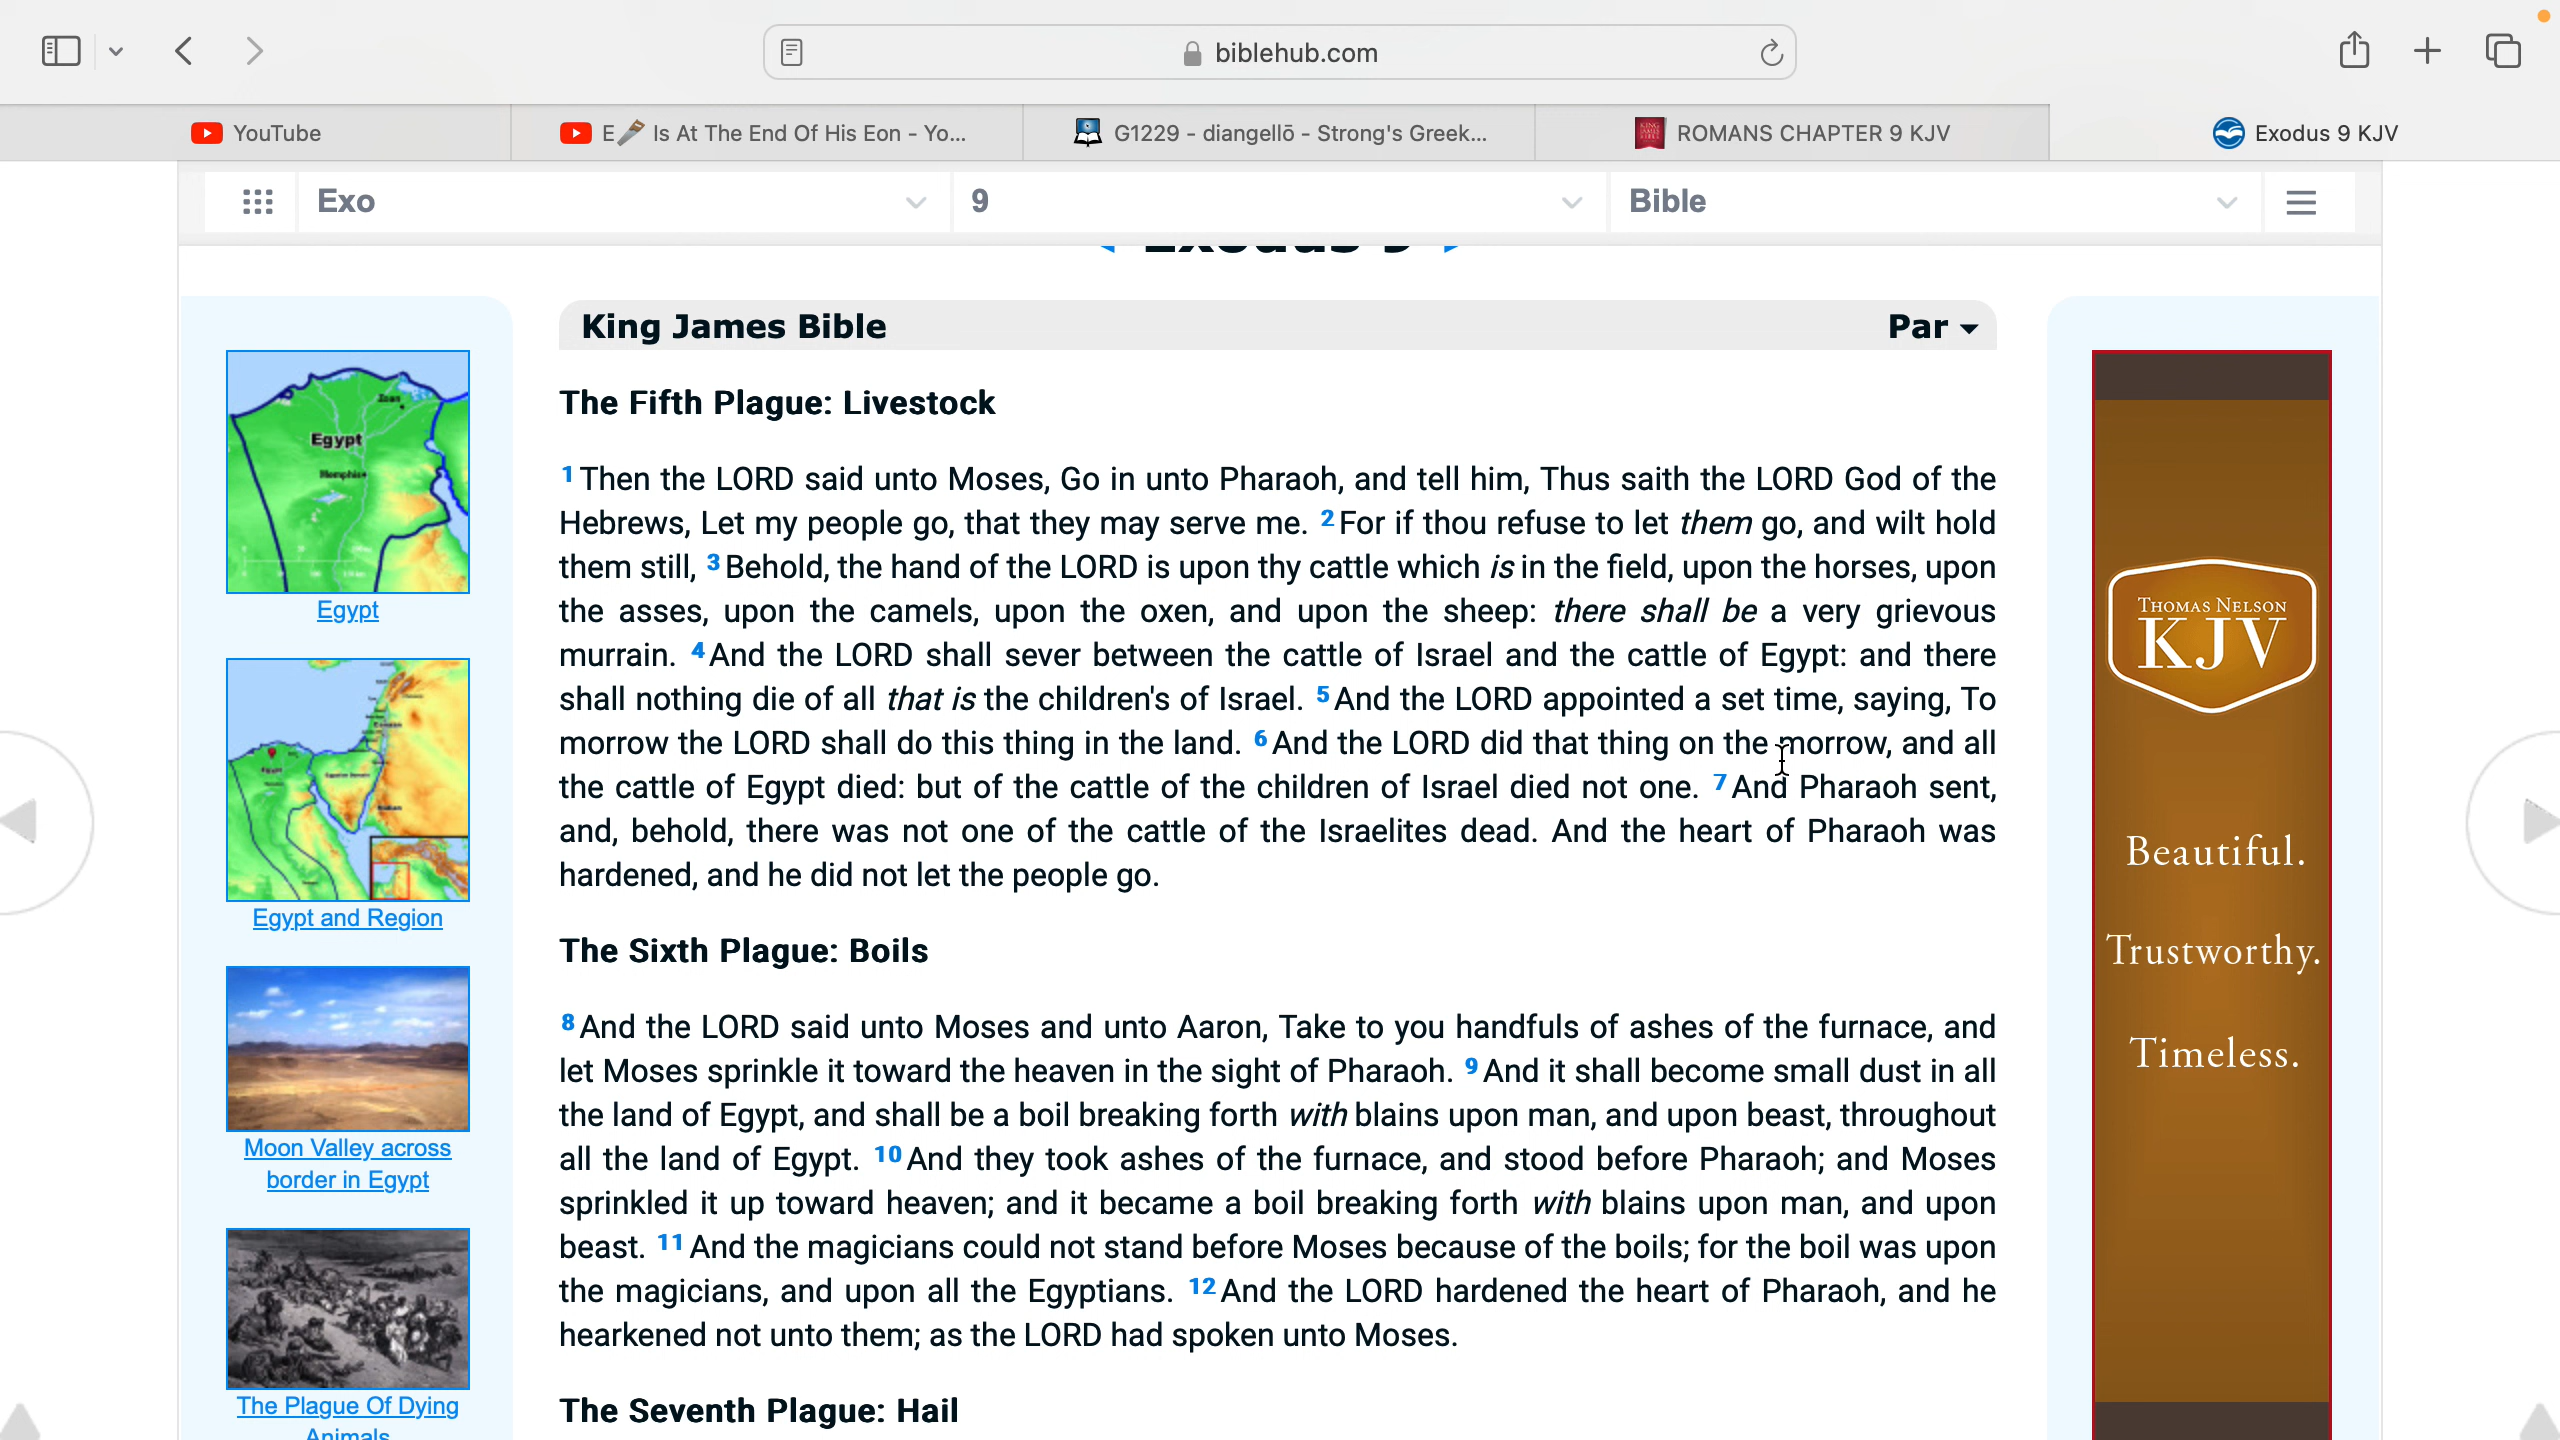 biblehub.com
YouTube
E🪚 Is At The End Of His Eon - Yo...
G1229 - diangellō - Strong's Greek...
ROMANS CHAPTER 9 KJV
Exodus 9 KJV
Exo
9
Bible
Exodus 9
King James Bible
Par
The Fifth Plague: Livestock
1 Then the LORD said unto Moses, Go in unto Pharaoh, and tell him, Thus saith the LORD God of the
Hebrews, Let my people go, that they may serve me. 2 For if thou refuse to let them go, and wilt hold
them still, 3 Behold, the hand of the LORD is upon thy cattle which is in the field, upon the horses, upon
the asses, upon the camels, upon the oxen, and upon the sheep: there shall be a very grievous
murrain. 4 And the LORD shall sever between the cattle of Israel and the cattle of Egypt: and there
shall nothing die of all that is the children's of Israel. 5 And the LORD appointed a set time, saying, To
morrow the LORD shall do this thing in the land. 6 And the LORD did that thing on the morrow, and all
the cattle of Egypt died: but of the cattle of the children of Israel died not one. 7 And Pharaoh sent,
and, behold, there was not one of the cattle of the Israelites dead. And the heart of Pharaoh was
hardened, and he did not let the people go.
The Sixth Plague: Boils
8 And the LORD said unto Moses and unto Aaron, Take to you handfuls of ashes of the furnace, and
let Moses sprinkle it toward the heaven in the sight of Pharaoh. 9 And it shall become small dust in all
the land of Egypt, and shall be a boil breaking forth with blains upon man, and upon beast, throughout
all the land of Egypt. 10 And they took ashes of the furnace, and stood before Pharaoh; and Moses
sprinkled it up toward heaven; and it became a boil breaking forth with blains upon man, and upon
beast. 11 And the magicians could not stand before Moses because of the boils; for the boil was upon
the magicians, and upon all the Egyptians. 12 And the LORD hardened the heart of Pharaoh, and he
hearkened not unto them; as the LORD had spoken unto Moses.
The Seventh Plague: Hail
Zoan
Egypt
Memphis
Egypt
Egypt and Region
Moon Valley across
border in Egypt
The Plague Of Dying
Animals
THOMAS NELSON
KJV
Beautiful.
Trustworthy.
Timeless.